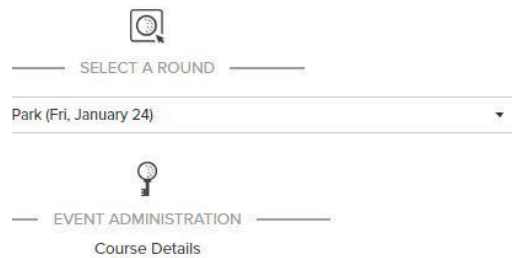 SELECT A ROUND
Park (Fri, January 24)
EVENT ADMINISTRATION
Course Details